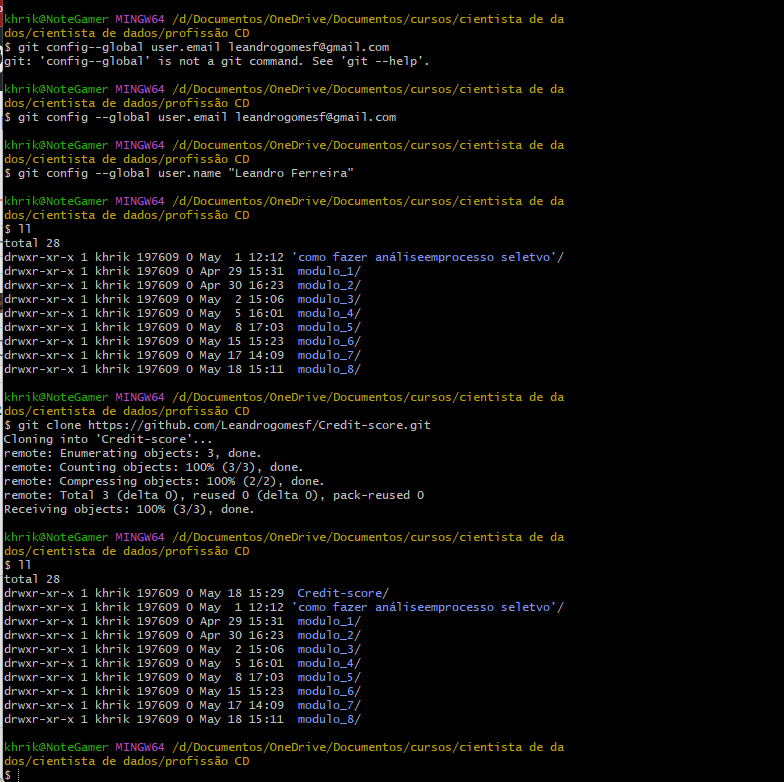 khrik@NoteGamer MINGW64 /d/Documentos/OneDrive/Documentos/cursos/cientista de da
dos/cientista de dados/profissão CD
$ git config--global user.email leandrogomesf@gmail.com
git: 'config--global' is not a git command. See 'git --help'.

khrik@NoteGamer MINGW64 /d/Documentos/OneDrive/Documentos/cursos/cientista de da
dos/cientista de dados/profissão CD
$ git config --global user.email leandrogomesf@gmail.com

khrik@NoteGamer MINGW64 /d/Documentos/OneDrive/Documentos/cursos/cientista de da
dos/cientista de dados/profissão CD
$ git config --global user.name "Leandro Ferreira"

khrik@NoteGamer MINGW64 /d/Documentos/OneDrive/Documentos/cursos/cientista de da
dos/cientista de dados/profissão CD
$ ll
total 28
drwxr-xr-x 1 khrik 197609 0 May  1 12:12 'como fazer análiseemprocesso seletvo'/
drwxr-xr-x 1 khrik 197609 0 Apr 29 15:31  modulo_1/
drwxr-xr-x 1 khrik 197609 0 Apr 30 16:23  modulo_2/
drwxr-xr-x 1 khrik 197609 0 May  2 15:06  modulo_3/
drwxr-xr-x 1 khrik 197609 0 May  5 16:01  modulo_4/
drwxr-xr-x 1 khrik 197609 0 May  8 17:03  modulo_5/
drwxr-xr-x 1 khrik 197609 0 May 15 15:23  modulo_6/
drwxr-xr-x 1 khrik 197609 0 May 17 14:09  modulo_7/
drwxr-xr-x 1 khrik 197609 0 May 18 15:11  modulo_8/

khrik@NoteGamer MINGW64 /d/Documentos/OneDrive/Documentos/cursos/cientista de da
dos/cientista de dados/profissão CD
$ git clone https://github.com/Leandrogomesf/Credit-score.git
Cloning into 'Credit-score'...
remote: Enumerating objects: 3, done.
remote: Counting objects: 100% (3/3), done.
remote: Compressing objects: 100% (2/2), done.
remote: Total 3 (delta 0), reused 0 (delta 0), pack-reused 0
Receiving objects: 100% (3/3), done.

khrik@NoteGamer MINGW64 /d/Documentos/OneDrive/Documentos/cursos/cientista de da
dos/cientista de dados/profissão CD
$ ll
total 28
drwxr-xr-x 1 khrik 197609 0 May 18 15:29  Credit-score/
drwxr-xr-x 1 khrik 197609 0 May  1 12:12 'como fazer análiseemprocesso seletvo'/
drwxr-xr-x 1 khrik 197609 0 Apr 29 15:31  modulo_1/
drwxr-xr-x 1 khrik 197609 0 Apr 30 16:23  modulo_2/
drwxr-xr-x 1 khrik 197609 0 May  2 15:06  modulo_3/
drwxr-xr-x 1 khrik 197609 0 May  5 16:01  modulo_4/
drwxr-xr-x 1 khrik 197609 0 May  8 17:03  modulo_5/
drwxr-xr-x 1 khrik 197609 0 May 15 15:23  modulo_6/
drwxr-xr-x 1 khrik 197609 0 May 17 14:09  modulo_7/
drwxr-xr-x 1 khrik 197609 0 May 18 15:11  modulo_8/

khrik@NoteGamer MINGW64 /d/Documentos/OneDrive/Documentos/cursos/cientista de da
dos/cientista de dados/profissão CD
$